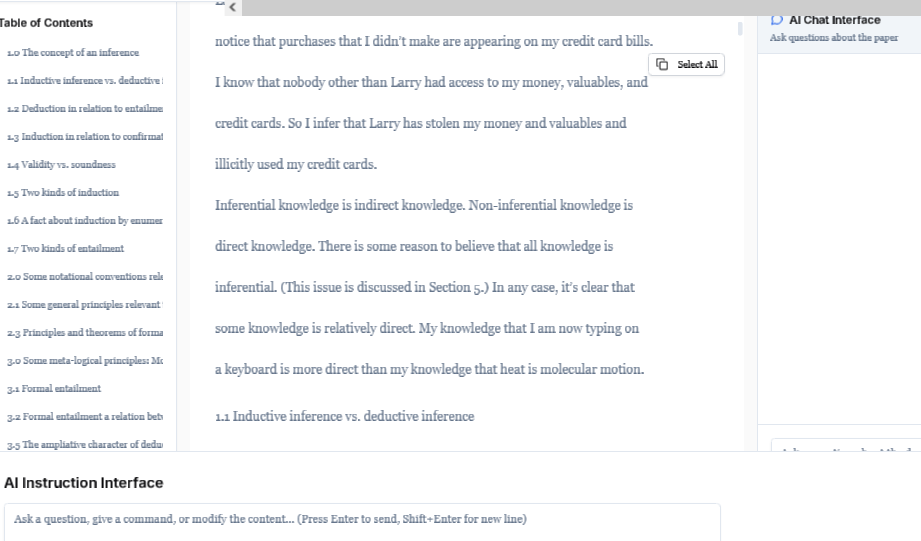 Table of Contents
1.0 The concept of an inference
1.1 Inductive inference vs. deductive
1.2 Deduction in relation to
1.3 Induction in relation to
1.4 Validity vs. soundness
1.5 Two kinds of induction
1.6 A fact about induction by
1.7 Two kinds of entailment
2.0 Some notational conventions
2.1 Some general principles relevant
2.3 Principles and theorems of
3.0 Some meta-logical principles:
3.1 Formal entailment
3.2 Formal entailment a relation
3.5 The ampliative character of
notice that purchases that I didn't make are appearing on my credit card bills.
Select All
I know that nobody other than Larry had access to my money, valuables, and
credit cards. So I infer that Larry has stolen my money and valuables and
illicitly used my credit cards.
Inferential knowledge is indirect knowledge. Non-inferential knowledge is
direct knowledge. There is some reason to believe that all knowledge is
inferential. (This issue is discussed in Section 5.) In any case, it's clear that
some knowledge is relatively direct. My knowledge that I am now typing on
a keyboard is more direct than my knowledge that heat is molecular motion.
1.1 Inductive inference vs. deductive inference
AI Chat Interface
Ask questions about the paper
AI Instruction Interface
Ask a question, give a command, or modify the content... (Press Enter to send, Shift+Enter for new line)